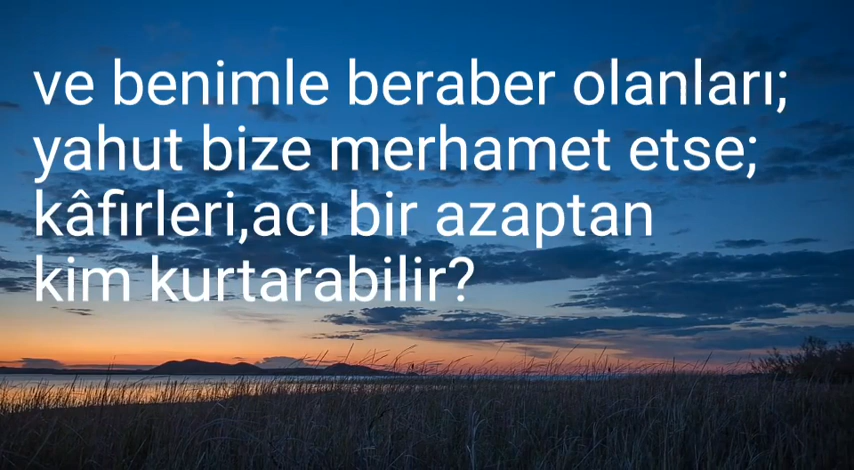 ve benimle beraber olanları;
yahut bize merhamet etse;
kâfirleri,acı bir azaptan
kim kurtarabilir?